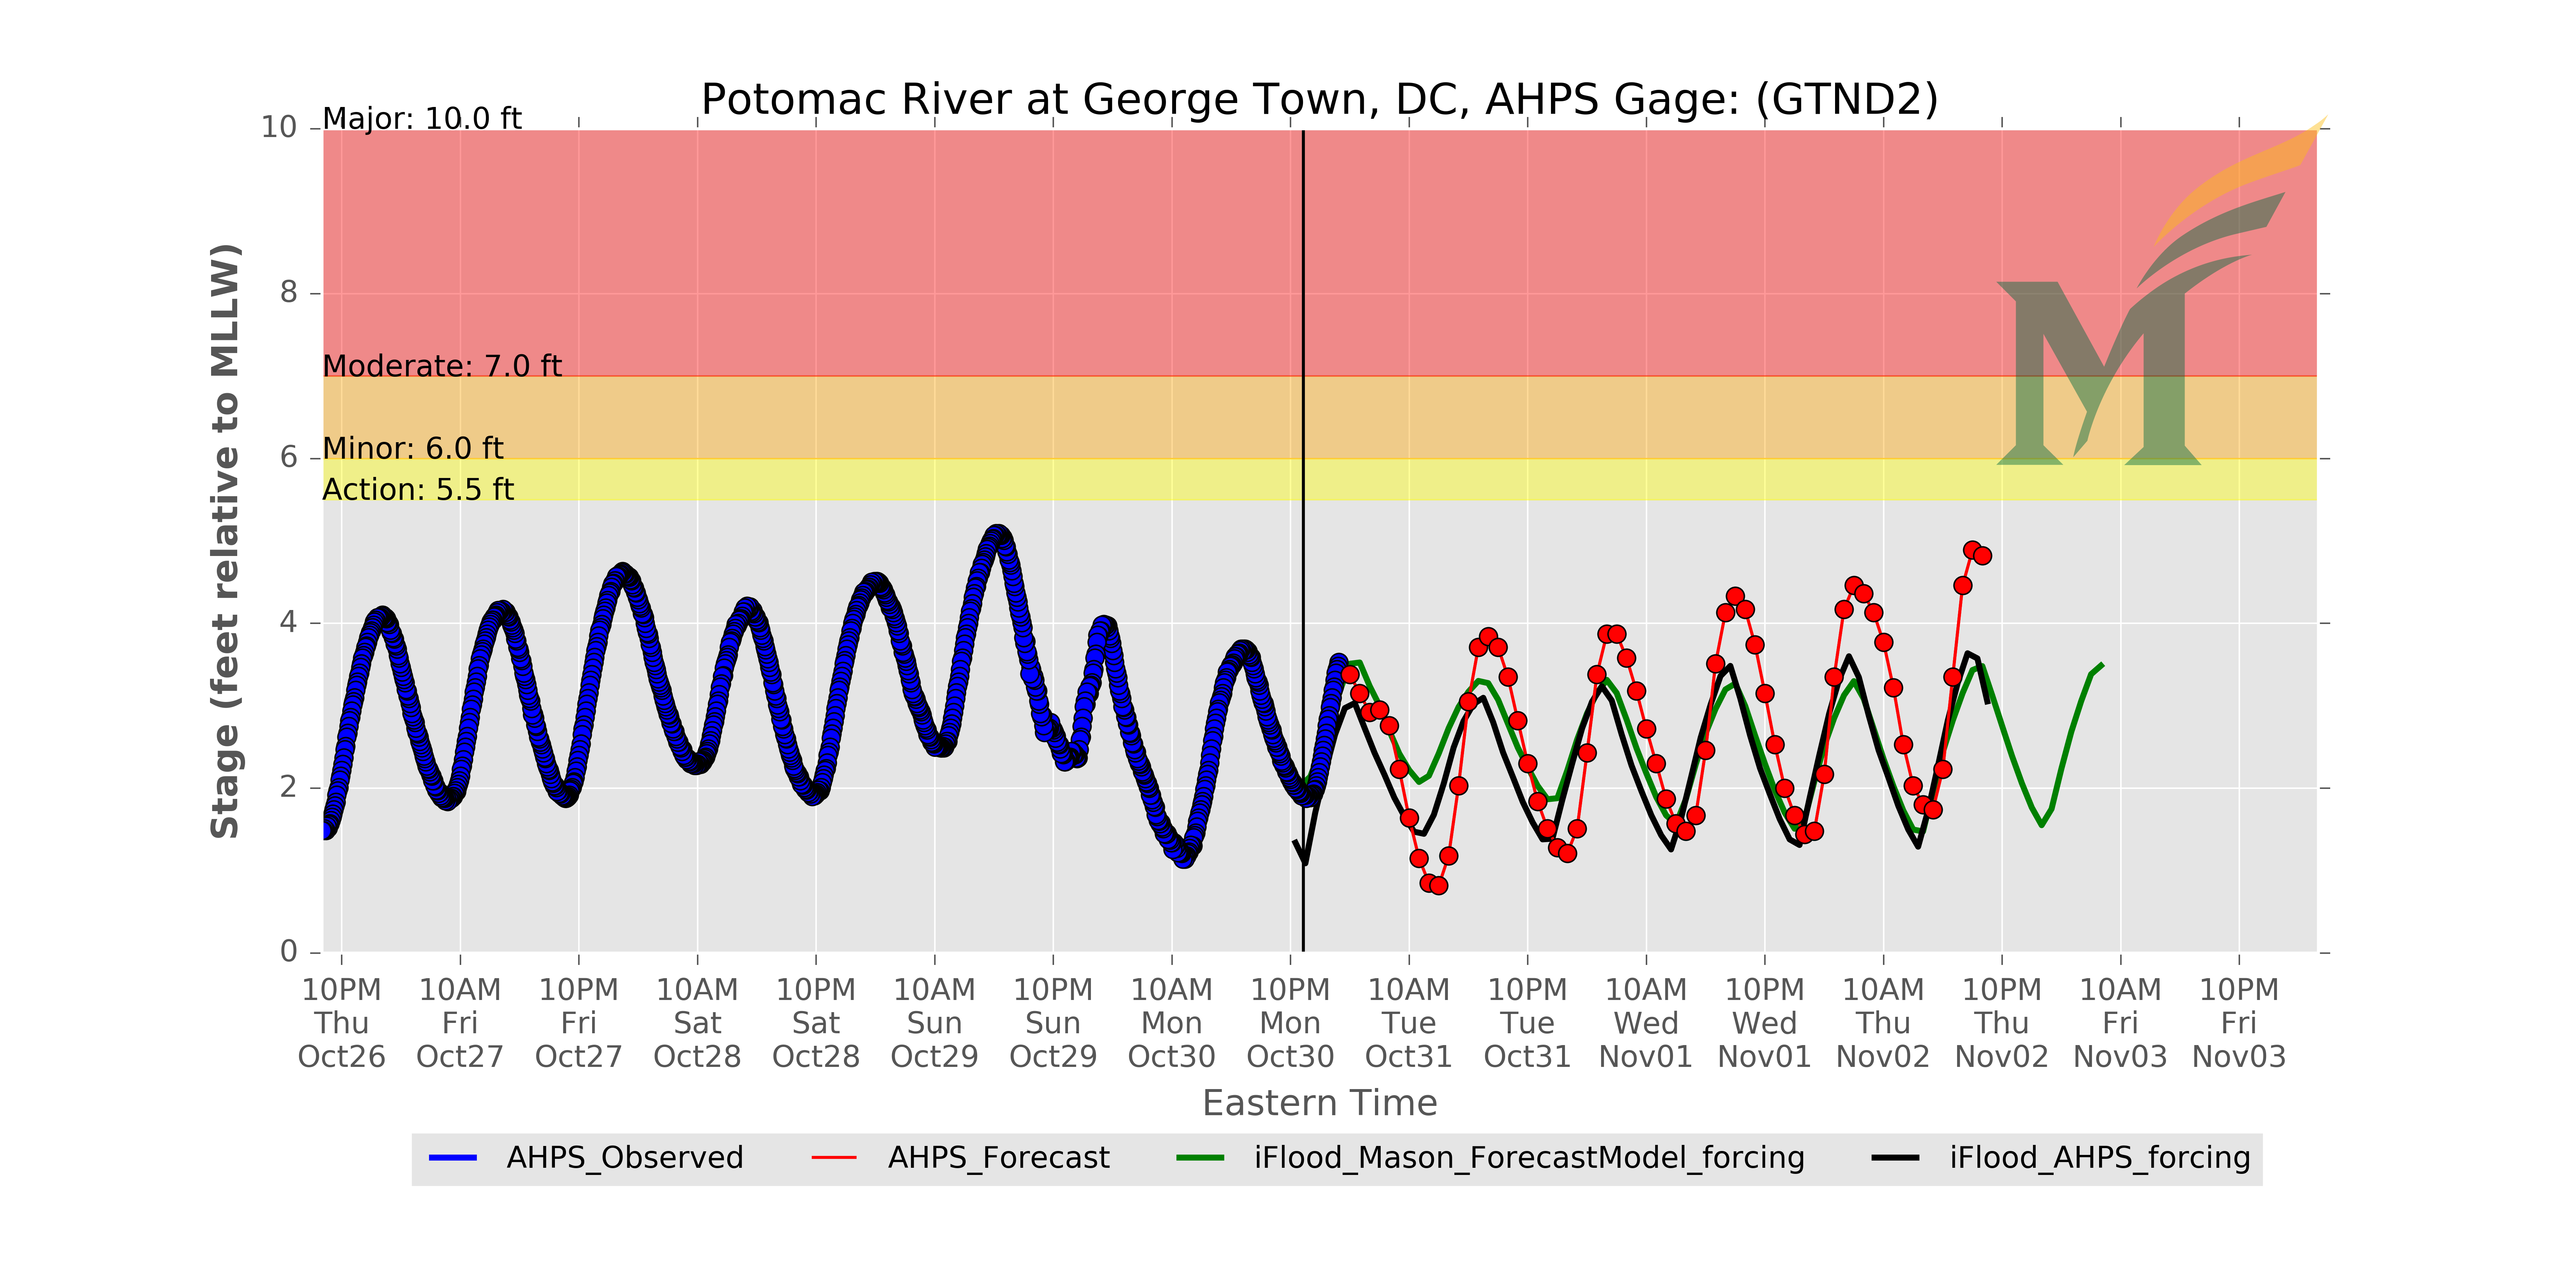 Potomac River at George Town, DC, AHPS Gage: (GTND2)
Major: 10.0 ft
Moderate: 7.0 ft
Minor: 6.0 ft
Action: 5.5 ft
Stage (feet relative to MLLW)
10
8
6
4
2
0
10PM 10AM 10PM 10AM 10PM 10AM 10PM 10AM 10PM 10AM 10PM 10AM 10PM 10AM 10PM 10AM 10PM
Thu Fri Fri Sat Sat Sun Sun Mon Mon Tue Tue Wed Wed Thu Thu Fri Fri
Oct26 Oct27 Oct27 Oct28 Oct28 Oct29 Oct29 Oct30 Oct30 Oct31 Oct31 Nov01 Nov01 Nov02 Nov02 Nov03 Nov03
Eastern Time
AHPS_Observed AHPS_Forecast iFlood_Mason_ForecastModel_forcing iFlood_AHPS_forcing
M